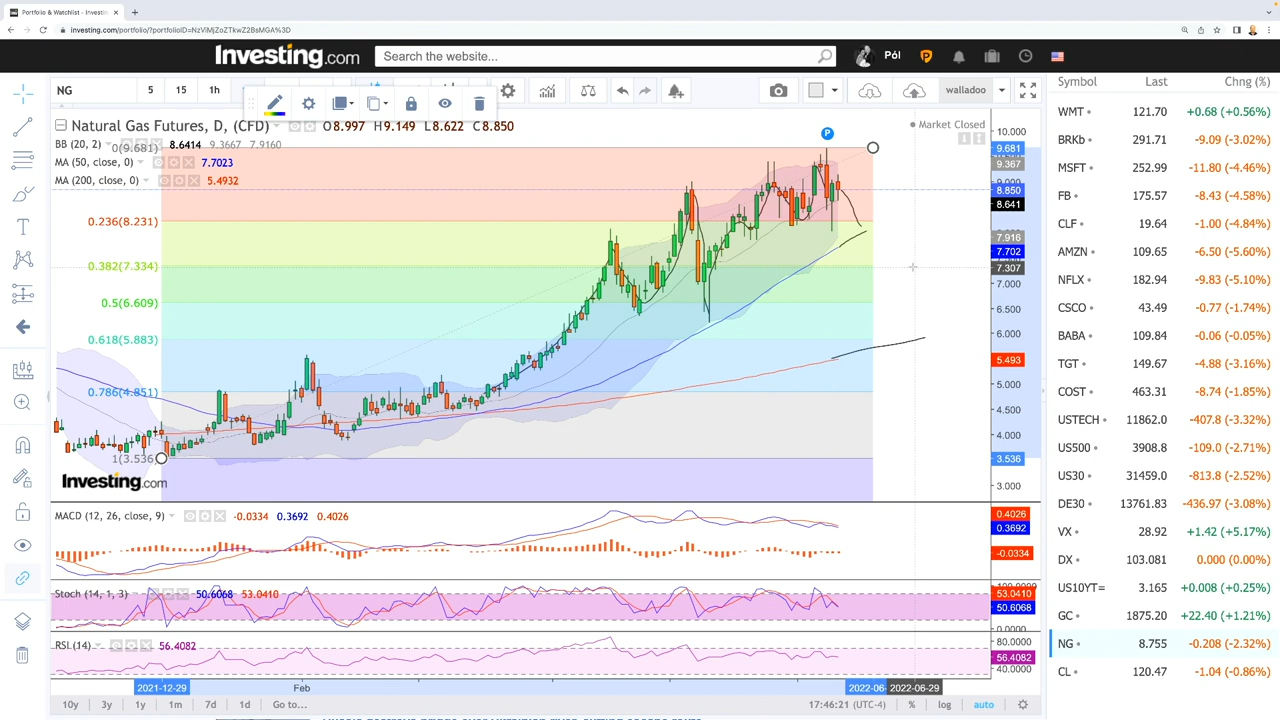 Portfolio & Watchlist - Investin
investing.com/portfolio/?portfolioID=NzViMjZoZTkwZ2BsMGA%3D
Investing.com
Search the website...
Pól
NG
5 15 1h
walladoo
Natural Gas Futures, D, (CFD)
O8.997 H9.149 L8.622 C8.850
Market Closed
BB (20, 2) 8.6414 9.3667 7.9160
MA (50, close, 0) 7.7023
MA (200, close, 0) 5.4932
P
0(9.681)
0.236(8.231)
0.382(7.334)
0.5(6.609)
0.618(5.883)
0.786(4.851)
1(3.536)
Investing.com
10.000
9.681
9.367
9.000
8.850
8.641
7.916
7.702
7.307
7.000
6.500
6.000
5.493
5.000
4.500
4.000
3.536
3.000
MACD (12, 26, close, 9) -0.0334 0.3692 0.4026
0.4026
0.3692
-0.0334
Stoch (14, 1, 3) 50.6068 53.0410
100.0000
53.0410
50.6068
0.0000
RSI (14) 56.4082
80.0000
56.4082
40.0000
2021-12-29 Feb 2022-06- 2022-06-29
10y 3y 1y 1m 7d 1d Go to...
17:46:21 (UTC-4) % log auto
Symbol Last Chng (%)
WMT 121.70 +0.68 (+0.56%)
BRKB 291.71 -9.09 (-3.02%)
MSFT 252.99 -11.80 (-4.46%)
FB 175.57 -8.43 (-4.58%)
CLF 19.64 -1.00 (-4.84%)
AMZN 109.65 -6.50 (-5.60%)
NFLX 182.94 -9.83 (-5.10%)
CSCO 43.49 -0.77 (-1.74%)
BABA 109.84 -0.06 (-0.05%)
TGT 149.67 -4.88 (-3.16%)
COST 463.31 -8.74 (-1.85%)
USTECH 11862.0 -407.8 (-3.32%)
US500 3908.8 -109.0 (-2.71%)
US30 31459.0 -813.8 (-2.52%)
DE30 13761.83 -436.97 (-3.08%)
VX 28.92 +1.42 (+5.17%)
DX 103.081 0.000 (0.00%)
US10YT= 3.165 +0.008 (+0.25%)
GC 1875.20 +22.40 (+1.21%)
NG 8.755 -0.208 (-2.32%)
CL 120.47 -1.04 (-0.86%)